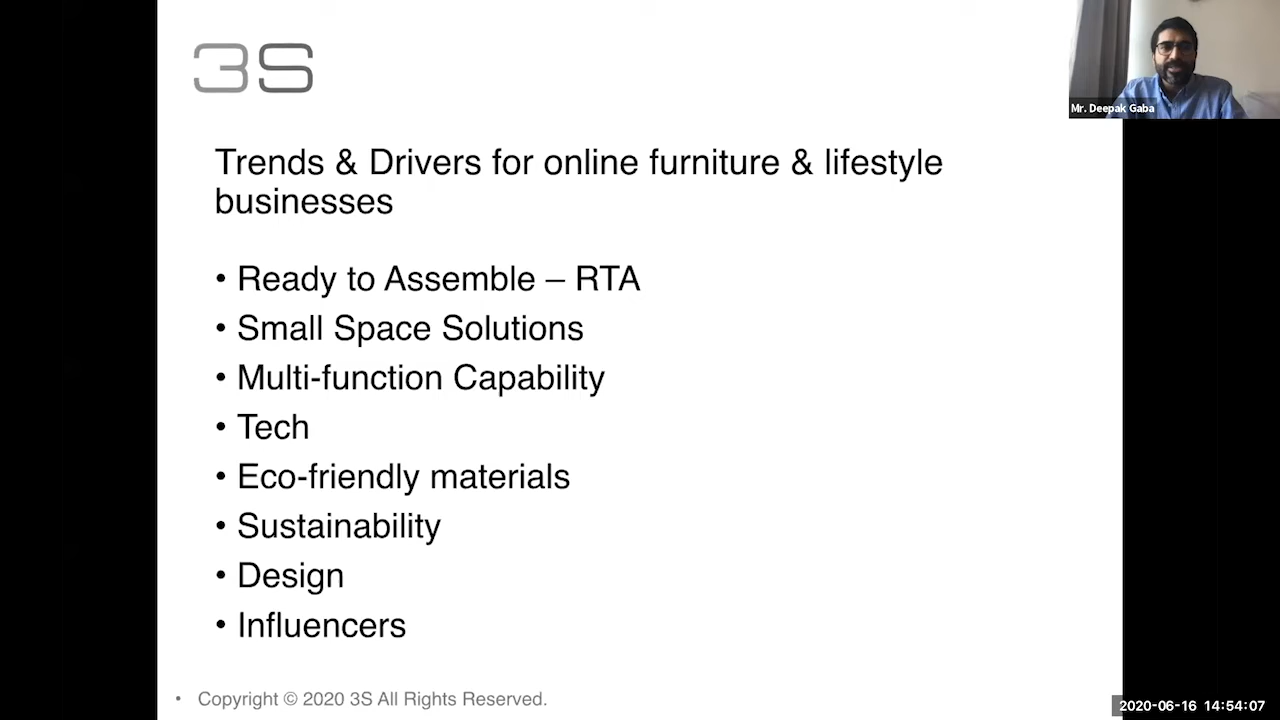 3S
Mr. Deepak Gaba
Trends & Drivers for online furniture & lifestyle
businesses
• Ready to Assemble – RTA
• Small Space Solutions
• Multi-function Capability
• Tech
• Eco-friendly materials
• Sustainability
• Design
• Influencers
• Copyright © 2020 3S All Rights Reserved.
2020-06-16 14:54:07